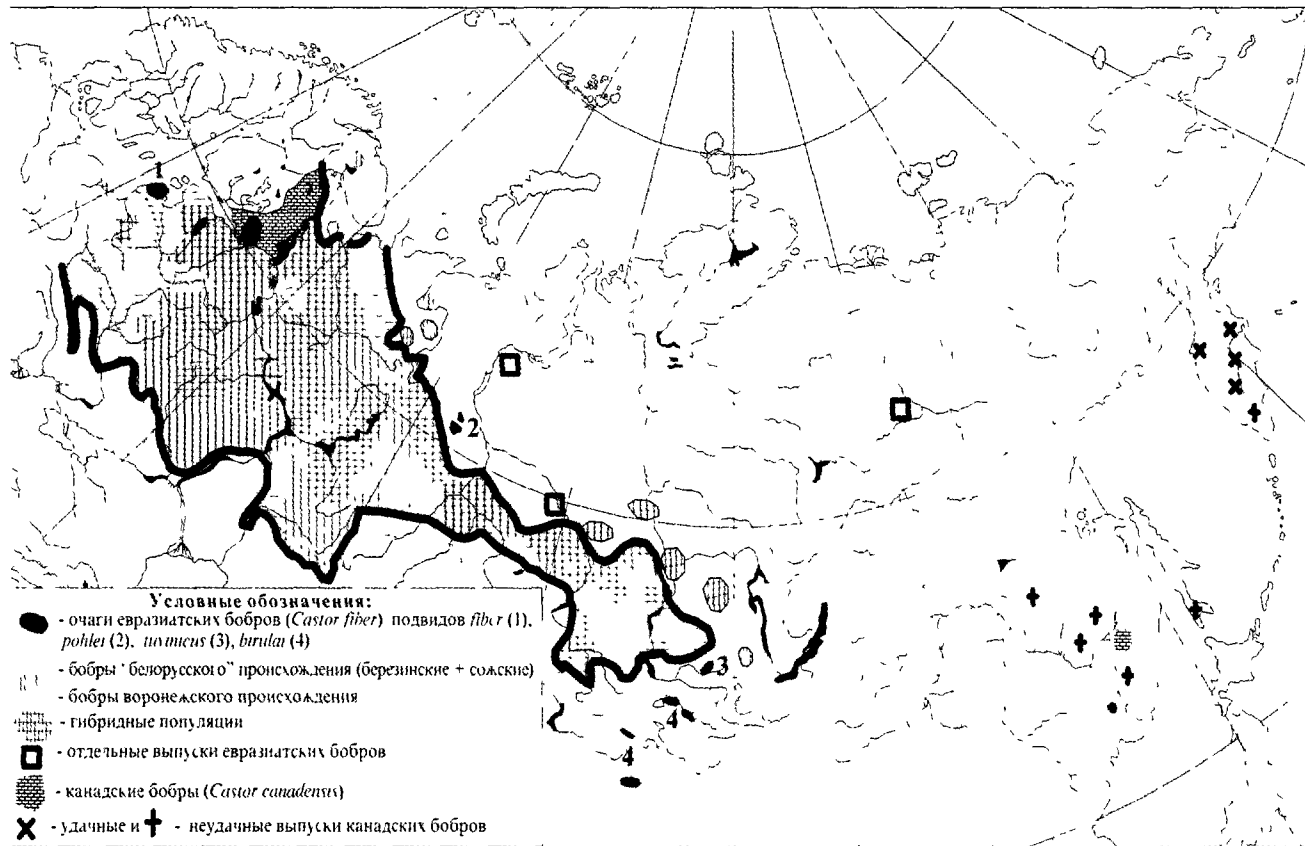 1
2
3
4
4
Условные обозначения:
- очаги евразиатских бобров (Castor fiber) подвидов fiber (1),
pohlei (2), (3), birulai (4)
- бобры "белорусского" происхождения (березинские + сожские)
- бобры воронежского происхождения
- гибридные популяции
- отдельные выпуски евразиатских бобров
- канадские бобры (Castor canadensis)
- удачные и - неудачные выпуски канадских бобров